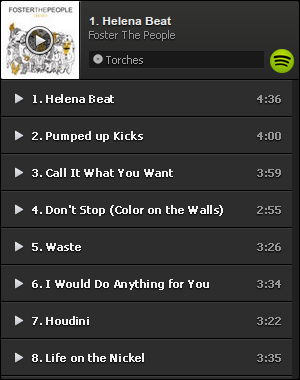 FOSTERTHEPEOPLE
TORCHES
1. Helena Beat
Foster The People
Torches
1. Helena Beat 4:36
2. Pumped up Kicks 4:00
3. Call It What You Want 3:59
4. Don't Stop (Color on the Walls) 2:55
5. Waste 3:26
6. I Would Do Anything for You 3:34
7. Houdini 3:22
8. Life on the Nickel 3:35